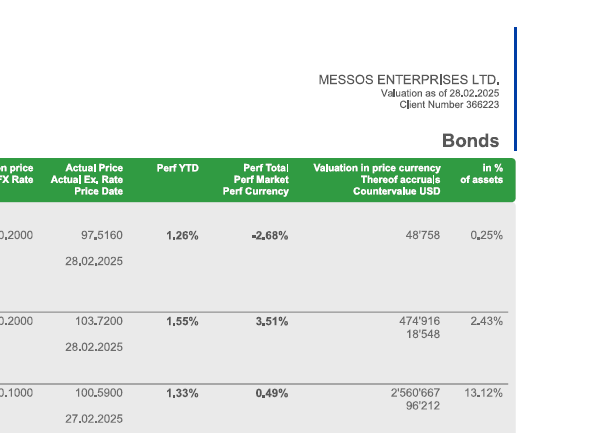 MESSOS ENTERPRISES LTD.
Valuation as of 28.02.2025
Client Number 366223
Bonds
n price Actual Price Perf YTD Perf Total Valuation in price currency in %
FX Rate Actual Ex. Rate Perf Market Thereof accruals of assets
Price Date Perf Currency Countervalue USD
0.2000 97.5160 1.26% -2.68% 48'758 0.25%
28.02.2025
0.2000 103.7200 1.55% 3.51% 474'916 2.43%
18'548
28.02.2025
0.1000 100.5900 1.33% 0.49% 2'560'667 13.12%
96'212
27.02.2025